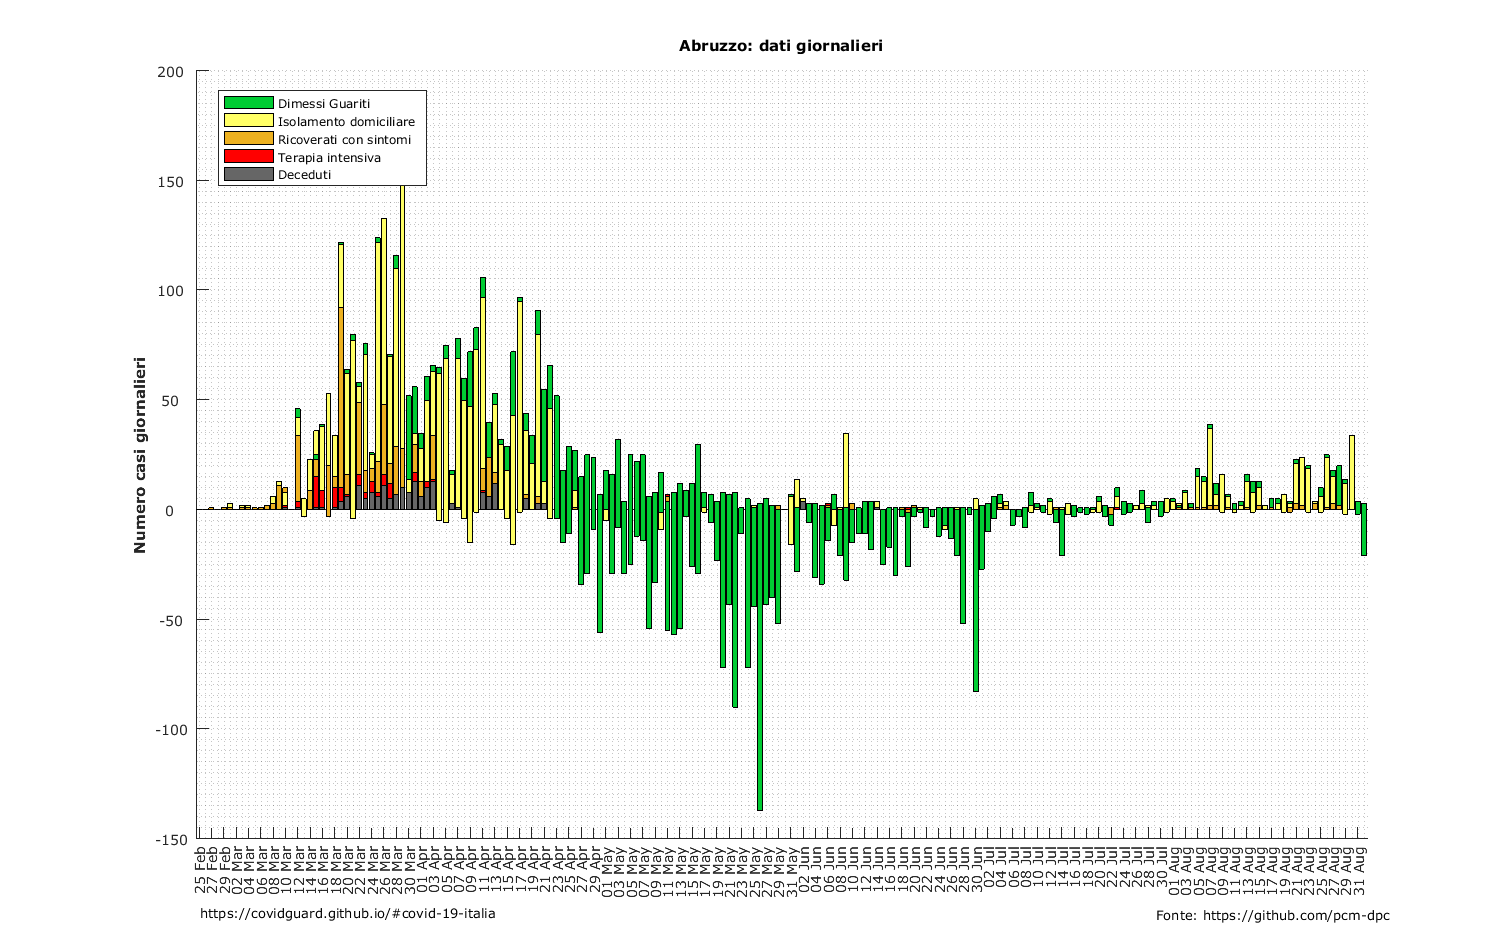 Abruzzo: dati giornalieri
200
150
100
50
0
-50
-100
-150
Numero casi giornalieri
Dimessi Guariti
Isolamento domiciliare
Ricoverati con sintomi
Terapia intensiva
Deceduti
25 Feb
27 Feb
29 Feb
02 Mar
04 Mar
06 Mar
08 Mar
10 Mar
12 Mar
14 Mar
16 Mar
18 Mar
20 Mar
22 Mar
24 Mar
26 Mar
28 Mar
30 Mar
01 Apr
03 Apr
05 Apr
07 Apr
09 Apr
11 Apr
13 Apr
15 Apr
17 Apr
19 Apr
21 Apr
23 Apr
25 Apr
27 Apr
29 Apr
01 May
03 May
05 May
07 May
09 May
11 May
13 May
15 May
17 May
19 May
21 May
23 May
25 May
27 May
29 May
31 May
02 Jun
04 Jun
06 Jun
08 Jun
10 Jun
12 Jun
14 Jun
16 Jun
18 Jun
20 Jun
22 Jun
24 Jun
26 Jun
28 Jun
30 Jun
02 Jul
04 Jul
06 Jul
08 Jul
10 Jul
12 Jul
14 Jul
16 Jul
18 Jul
20 Jul
22 Jul
24 Jul
26 Jul
28 Jul
30 Jul
01 Aug
03 Aug
05 Aug
07 Aug
09 Aug
11 Aug
13 Aug
15 Aug
17 Aug
19 Aug
21 Aug
23 Aug
25 Aug
27 Aug
29 Aug
31 Aug
https://covidguard.github.io/#covid-19-italia
Fonte: https://github.com/pcm-dpc